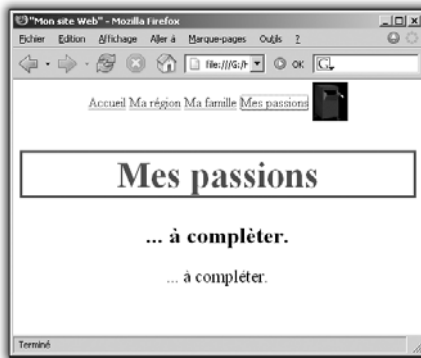 "Mon site Web" - Mozilla Firefox
Fichier Edition Affichage Aller à Marque-pages Outils ?
file:///G:/H OK G
Accueil Ma région Ma famille Mes passions
Mes passions
... à complèter.
... à compléter.
Terminé